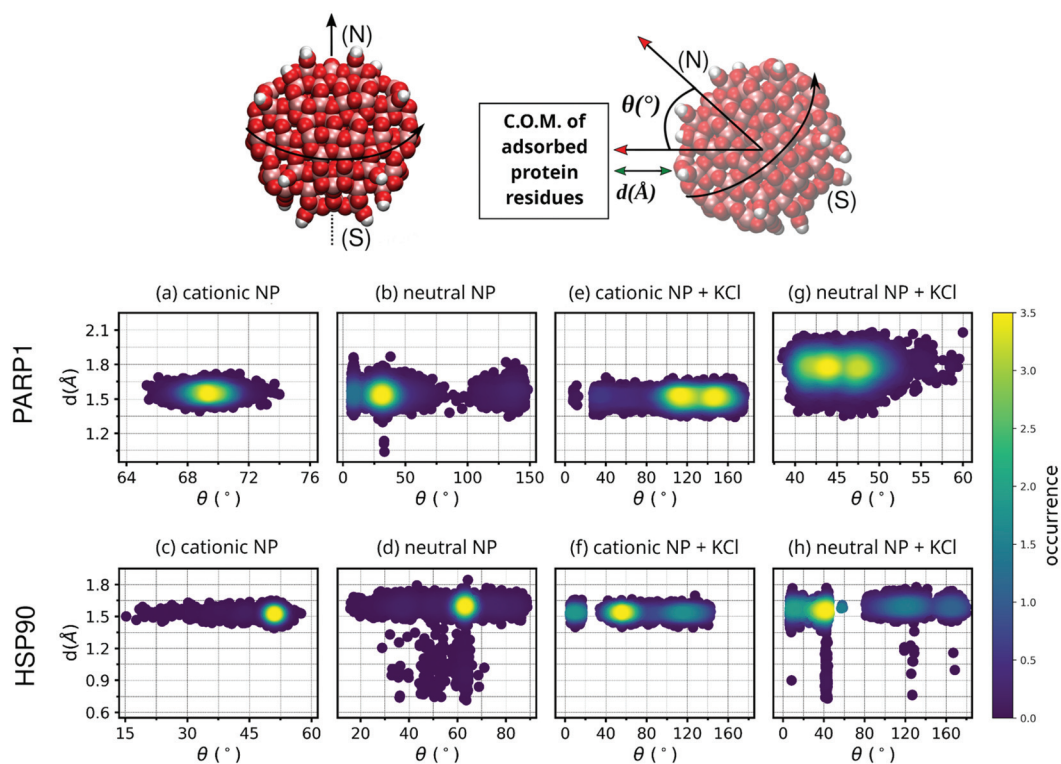 (N)
(S)
(N)
θ(°)
C.O.M. of
adsorbed
protein
residues
d(Å)
(S)
(a) cationic NP
(b) neutral NP
(e) cationic NP + KCl
(g) neutral NP + KCl
PARP1
d(Å)
2.1
1.8
1.5
1.2
64 68 72 76
θ (°)
0 25 50 75 100 125 150
θ (°)
0 40 80 120 160
θ (°)
40 45 50 55 60
θ (°)
(c) cationic NP
(d) neutral NP
(f) cationic NP + KCl
(h) neutral NP + KCl
HSP90
d(Å)
1.8
1.5
1.2
0.9
0.6
15 30 45 60
θ (°)
20 40 60 80
θ (°)
0 40 80 120 160
θ (°)
0 40 80 120 160
θ (°)
3.5
3.0
2.5
2.0
1.5
1.0
0.5
0.0
occurrence